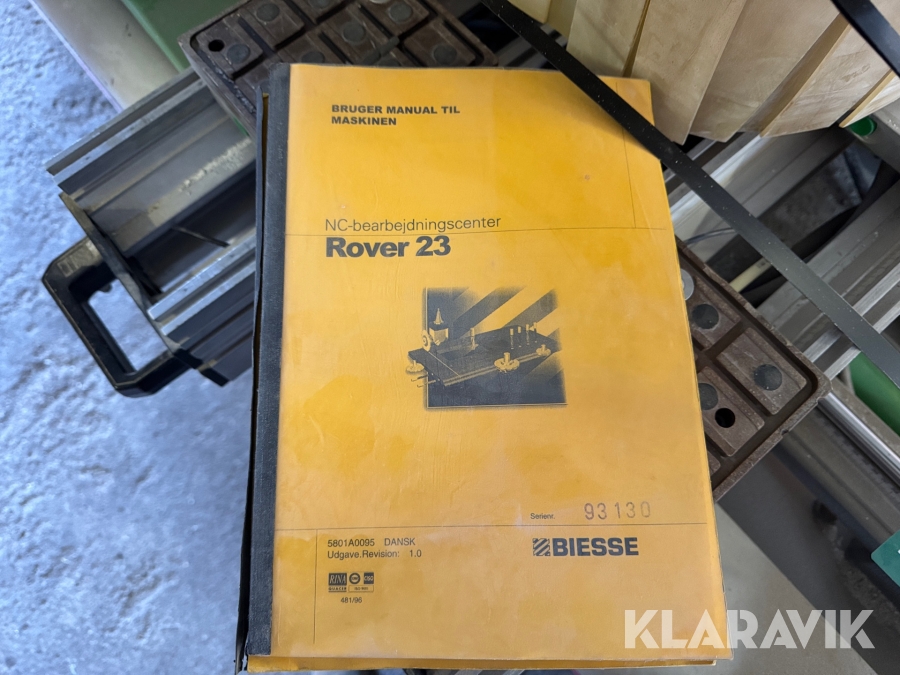 BRUGER MANUAL TIL
MASKINEN
NC-bearbejdningscenter
Rover 23
Serienr. 93130
5801A0095 DANSK
Udgave.Revision: 1.0
BIESSE
RINA
481/96
KLARAVIK